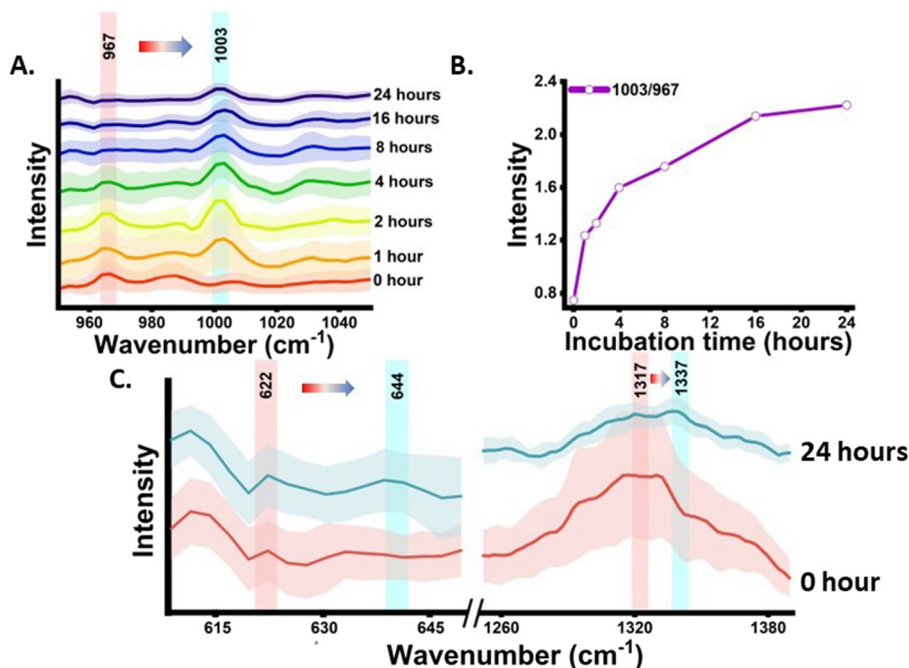 A.
967
1003
24 hours
16 hours
8 hours
4 hours
2 hours
1 hour
0 hour
Intensity
960 980 1000 1020 1040
Wavenumber (cm⁻¹)
B.
1003/967
2.4
2.0
1.6
1.2
0.8
Intensity
0 4 8 12 16 20 24
Incubation time (hours)
C.
622
644
1317
1337
24 hours
0 hour
Intensity
615 630 645 1260 1320 1380
Wavenumber (cm⁻¹)